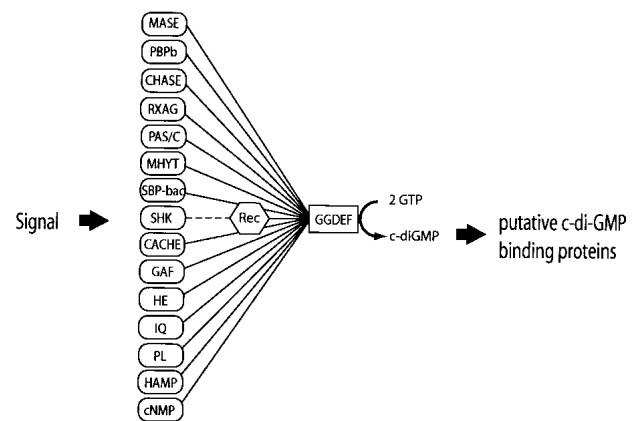 MASE
PBPb
CHASE
RXAG
PAS/C
MHYT
SBP-bac
Signal
SHK
Rec
GGDEF
2 GTP
c-diGMP
putative c-di-GMP
binding proteins
CACHE
GAF
HE
IQ
PL
HAMP
cNMP